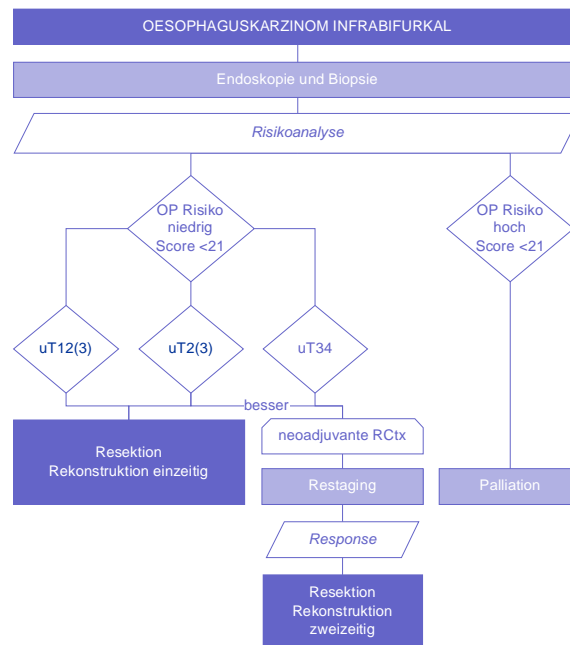 OESOPHAGUSKARZINOM INFRABIFURKAL
Endoskopie und Biopsie
Risikoanalyse
OP Risiko
niedrig
Score <21
OP Risiko
hoch
Score <21
uT12(3)
uT2(3)
uT34
besser
Resektion
Rekonstruktion einzeitig
neoadjuvante RCtx
Restaging
Palliation
Response
Resektion
Rekonstruktion
zweizeitig